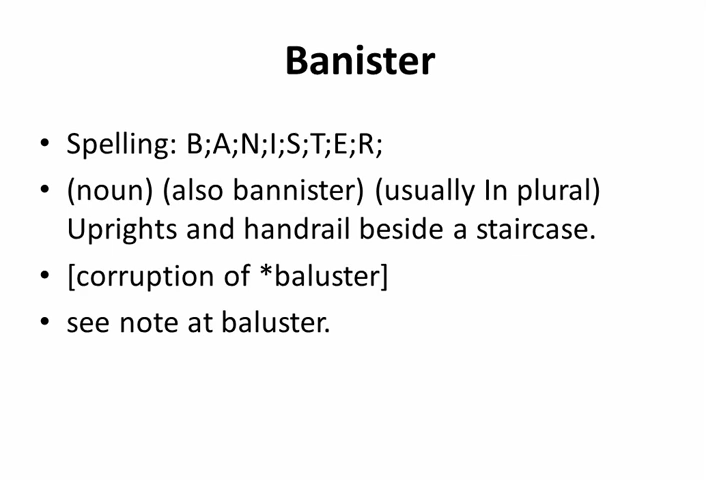 Banister
• Spelling: B;A;N;I;S;T;E;R;
• (noun) (also bannister) (usually In plural)
Uprights and handrail beside a staircase.
• [corruption of *baluster]
• see note at baluster.